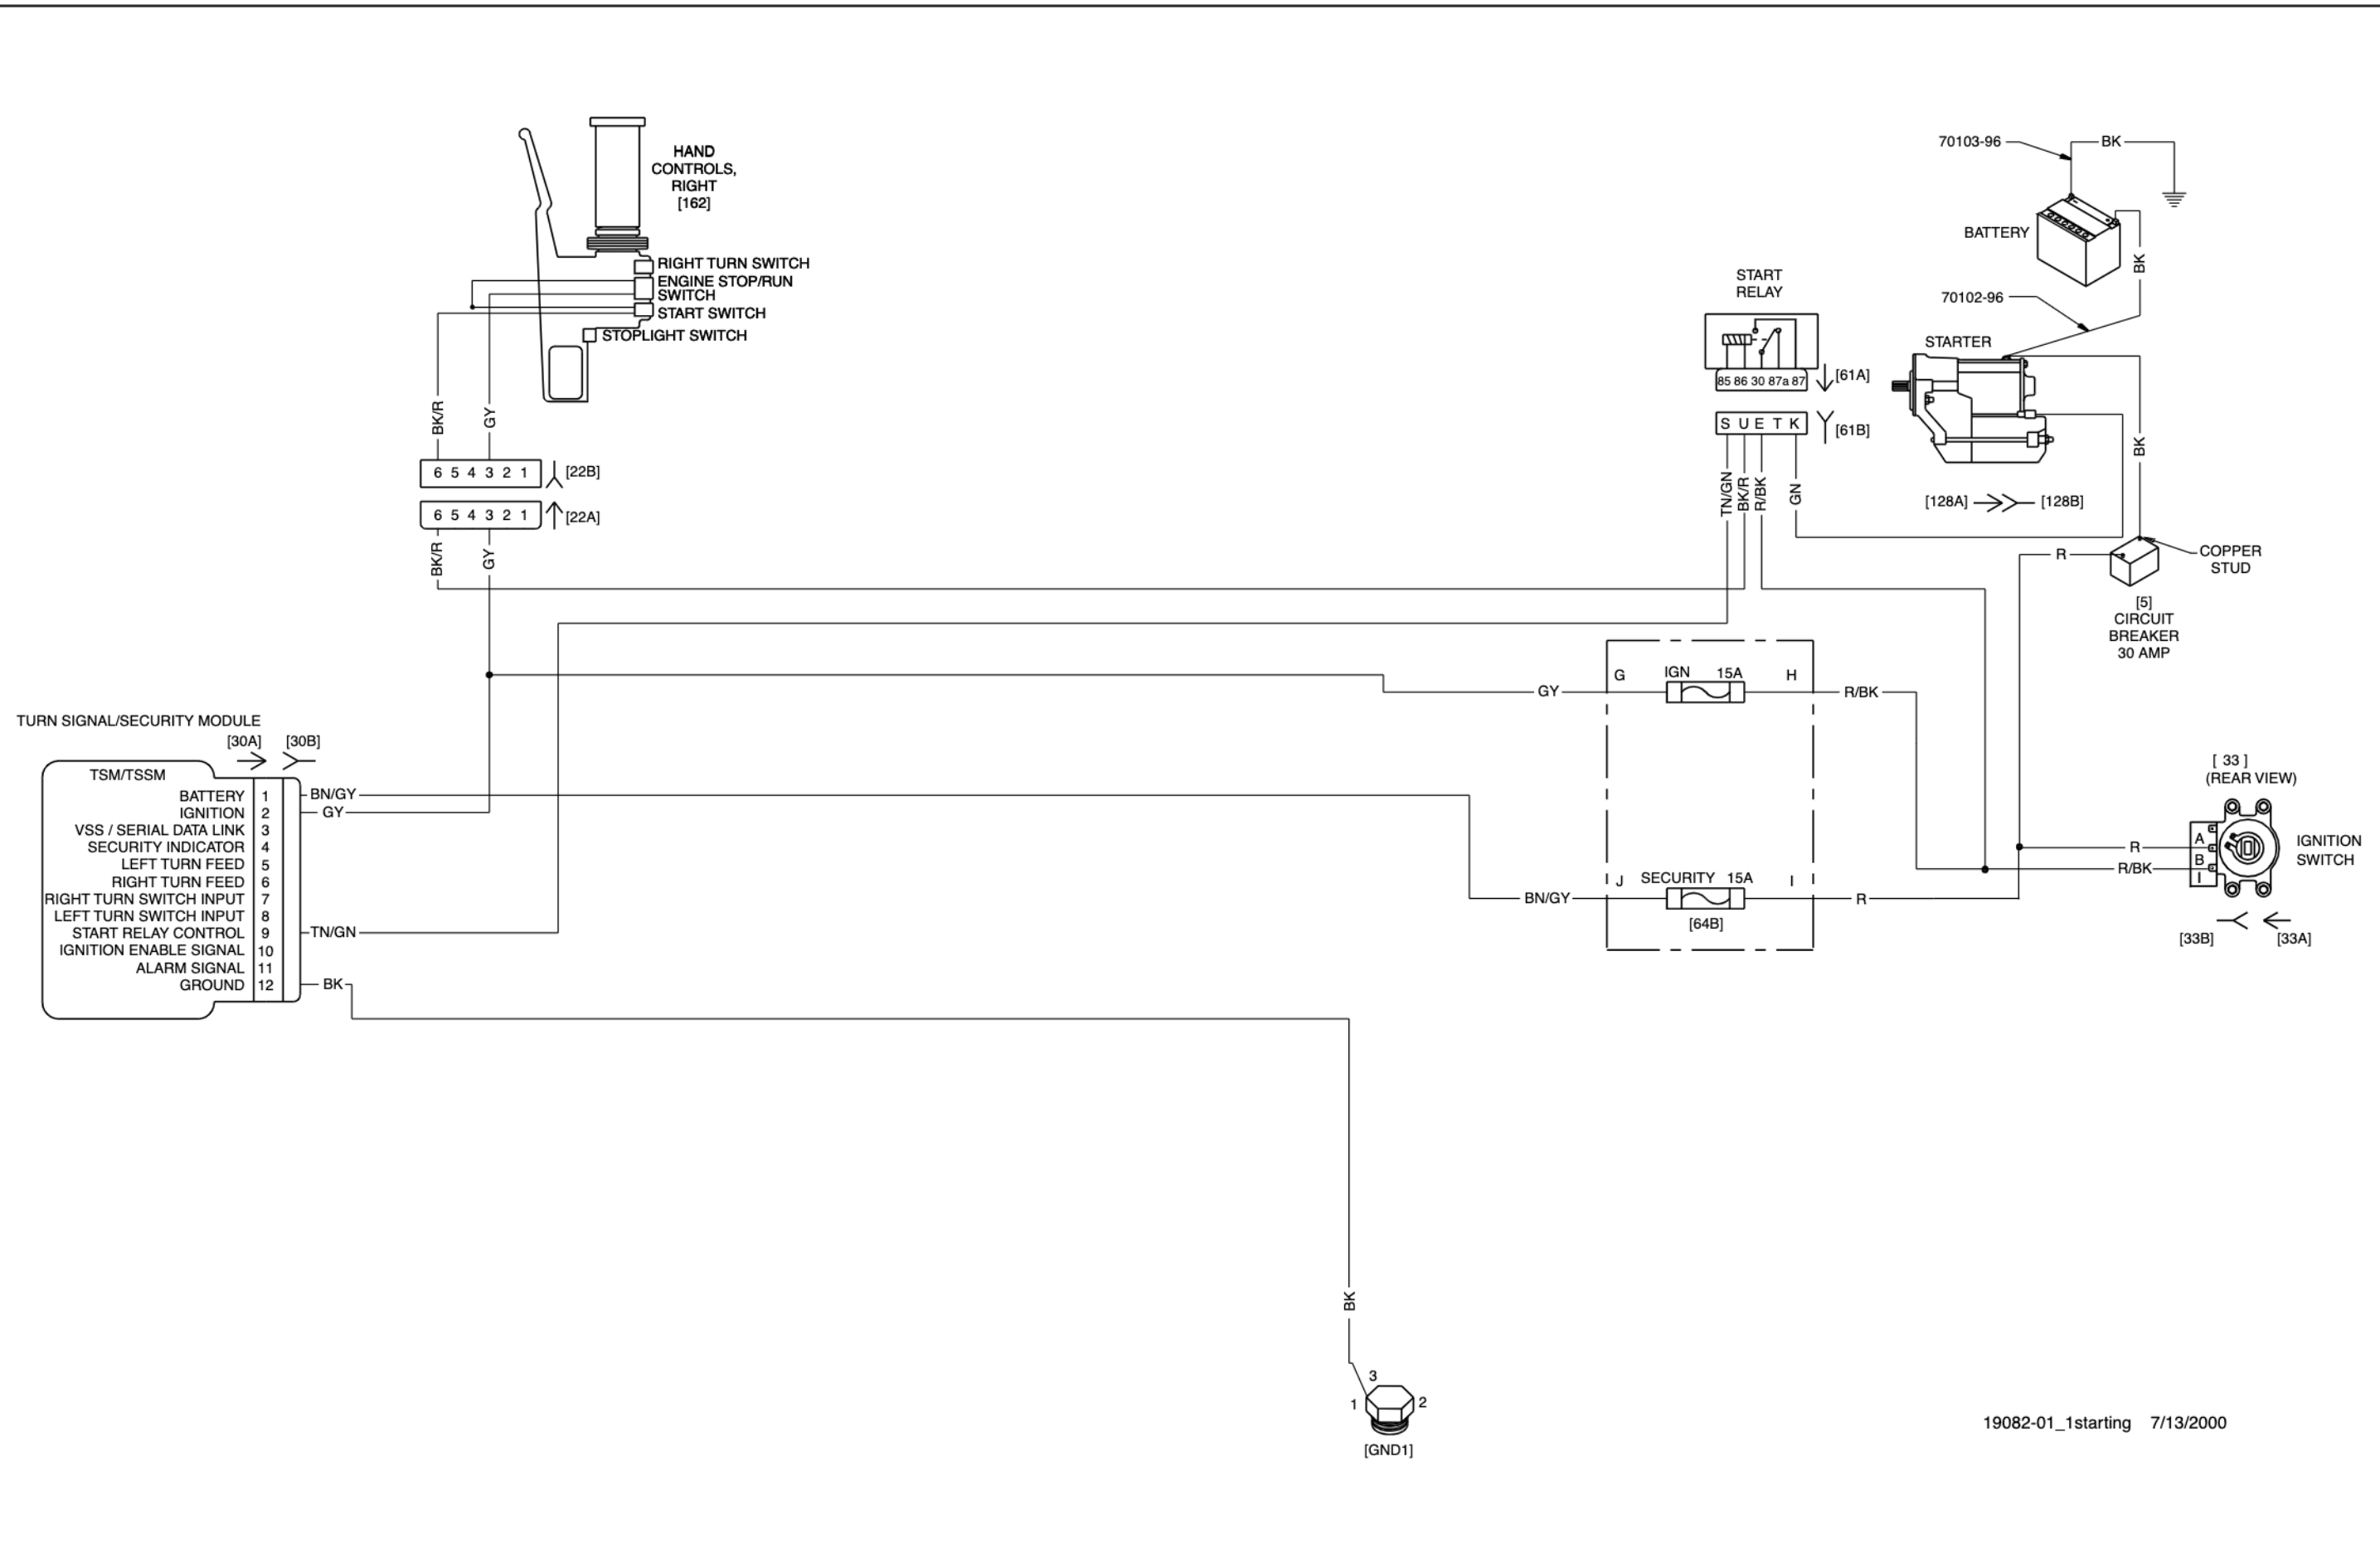 HAND
CONTROLS,
RIGHT
[162]
RIGHT TURN SWITCH
ENGINE STOP/RUN
SWITCH
START SWITCH
STOPLIGHT SWITCH
BK/R
GY
6 5 4 3 2 1
[22B]
6 5 4 3 2 1
[22A]
BK/R
GY
70103-96
BK
BATTERY
BK
70102-96
START
RELAY
85 86 30 87a 87
[61A]
S U E T K
[61B]
TN/GN
BK/R
R/BK
GN
STARTER
BK
[128A]
[128B]
R
COPPER
STUD
[5]
CIRCUIT
BREAKER
30 AMP
GY
G
IGN 15A
H
R/BK
BN/GY
J
SECURITY 15A
I
R
[64B]
[ 33 ]
(REAR VIEW)
R
R/BK
A
B
I
IGNITION
SWITCH
[33B]
[33A]
TURN SIGNAL/SECURITY MODULE
[30A]
[30B]
TSM/TSSM
BATTERY 1 BN/GY
IGNITION 2 GY
VSS / SERIAL DATA LINK 3
SECURITY INDICATOR 4
LEFT TURN FEED 5
RIGHT TURN FEED 6
RIGHT TURN SWITCH INPUT 7
LEFT TURN SWITCH INPUT 8
START RELAY CONTROL 9 TN/GN
IGNITION ENABLE SIGNAL 10
ALARM SIGNAL 11
GROUND 12 BK
BK
3
1
2
[GND1]
19082-01_1starting 7/13/2000